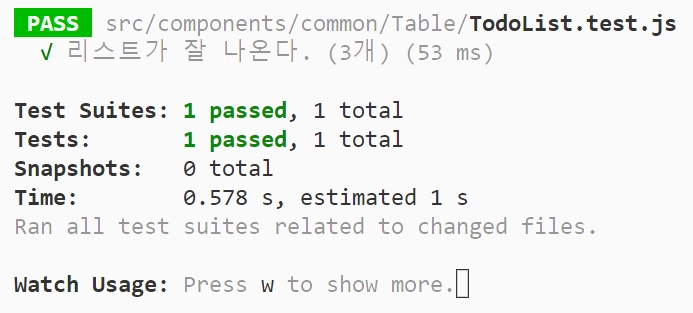 PASS src/components/common/Table/TodoList.test.js
√ 리스트가 잘 나온다. (3개) (53 ms)
Test Suites: 1 passed, 1 total
Tests: 1 passed, 1 total
Snapshots: 0 total
Time: 0.578 s, estimated 1 s
Ran all test suites related to changed files.
Watch Usage: Press w to show more.